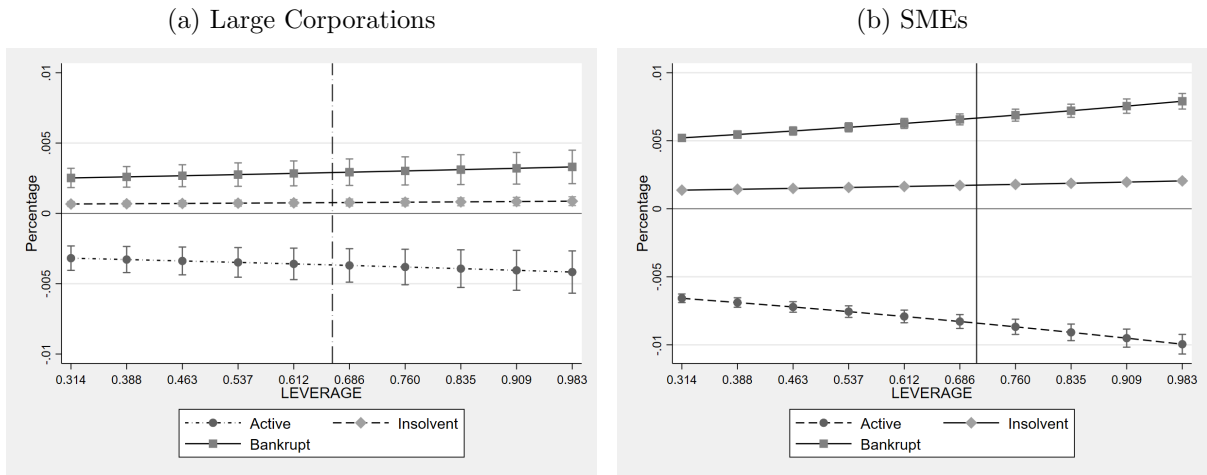 (a) Large Corporations
.01
.005
0
-.005
-.01
Percentage
0.314 0.388 0.463 0.537 0.612 0.686 0.760 0.835 0.909 0.983
LEVERAGE
Active Insolvent
Bankrupt
(b) SMEs
.01
.005
0
-.005
-.01
Percentage
0.314 0.388 0.463 0.537 0.612 0.686 0.760 0.835 0.909 0.983
LEVERAGE
Active Insolvent
Bankrupt